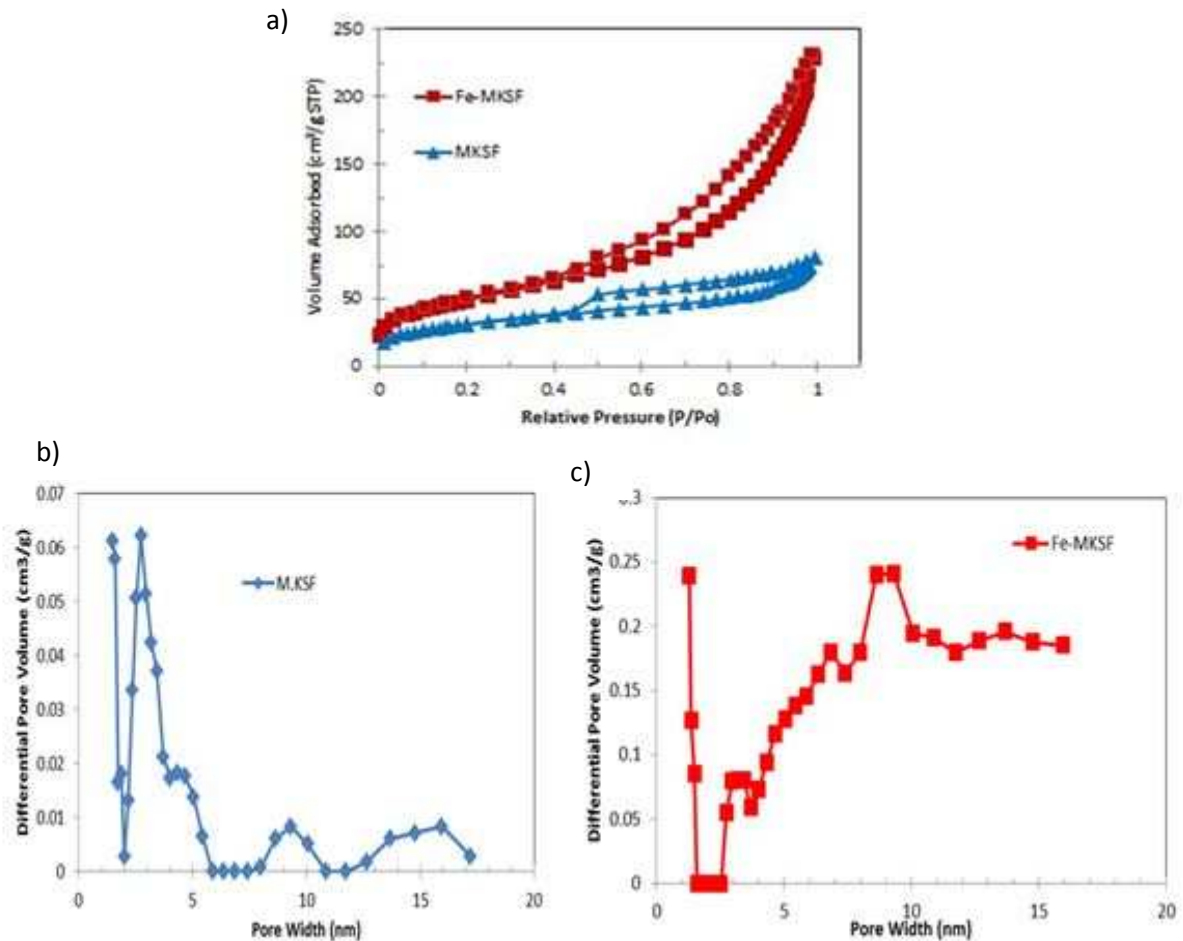 a)
250
200
150
100
50
0
Volume Adsorbed (cm³/g STP)
Fe-MKSF
MKSF
0 0.2 0.4 0.6 0.8 1
Relative Pressure (P/Po)
b)
0.07
0.06
0.05
0.04
0.03
0.02
0.01
0
Differential Pore Volume (cm3/g)
M.KSF
0 5 10 15 20
Pore Width (nm)
c)
0.3
0.25
0.2
0.15
0.1
0.05
0
Differential Pore Volume (cm3/g)
Fe-MKSF
0 5 10 15 20
Pore Width (nm)